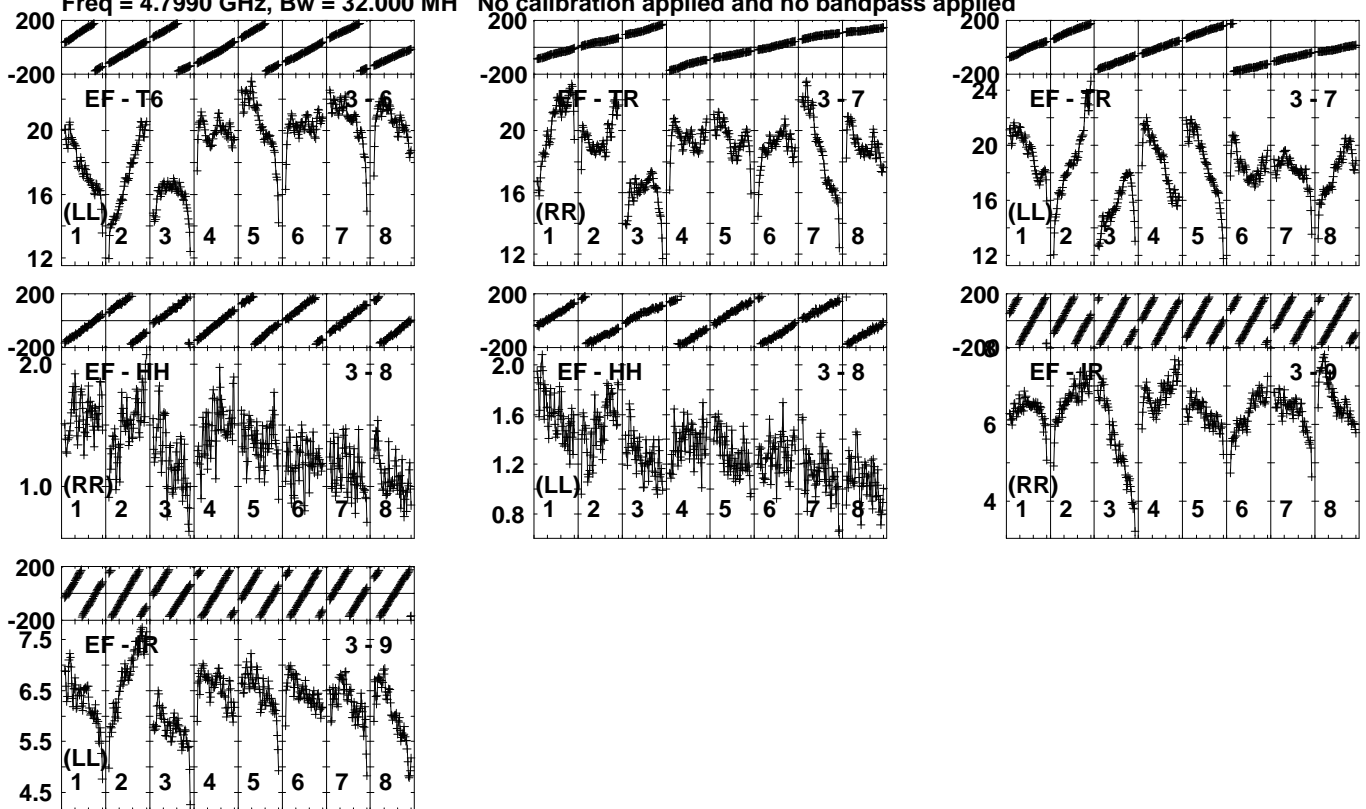 Freq = 4.7990 GHz, Bw = 32.000 MH No calibration applied and no bandpass applied
200
-200
EF - T6 3 - 6
20
16
(LL)
1 2 3 4 5 6 7 8
12
200
-200
EF - TR 3 - 7
20
16
(RR)
1 2 3 4 5 6 7 8
12
200
-200
24
EF - TR 3 - 7
20
16
(LL)
1 2 3 4 5 6 7 8
12
200
-200
2.0
EF - HH 3 - 8
1.0
(RR)
1 2 3 4 5 6 7 8
200
-200
2.0
EF - HH 3 - 8
1.6
1.2
(LL)
1 2 3 4 5 6 7 8
0.8
200
-200
8
EF - IR 3 - 9
6
(RR)
4
1 2 3 4 5 6 7 8
200
-200
7.5
EF - IR 3 - 9
6.5
5.5
(LL)
1 2 3 4 5 6 7 8
4.5